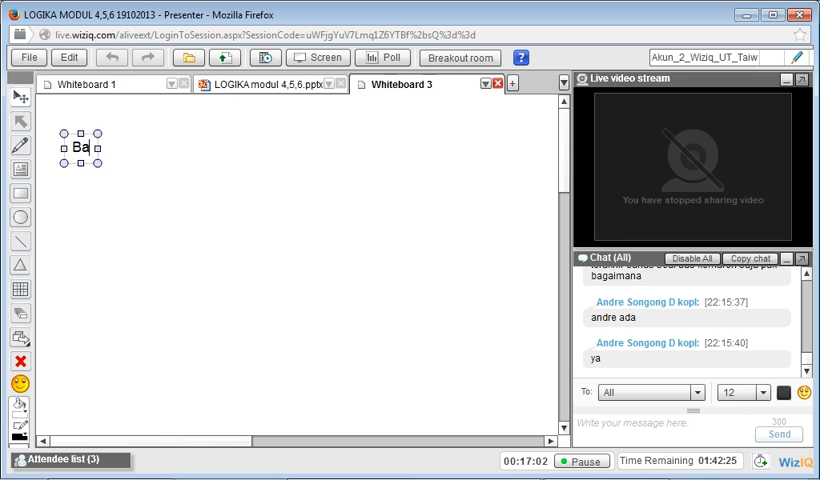 LOGIKA MODUL 4,5,6 19102013 - Presenter - Mozilla Firefox
live.wiziq.com/aliveext/LoginToSession.aspx?SessionCode=uWFjgYuV7Lmq1Z6YTBf%2bsQ%3d%3d
File Edit Screen Poll Breakout room ? Akun_2_Wiziq_UT_Taiw
Whiteboard 1 LOGIKA modul 4,5,6.pptx Whiteboard 3
Live video stream
Ba
You have stopped sharing video
Chat (All) Disable All Copy chat
bagaimana
Andre Songong D kopl: [22:15:37]
andre ada
Andre Songong D kopl: [22:15:40]
ya
To: All 12
Write your message here. 300
Send
Attendee list (3) 00:17:02 Pause Time Remaining 01:42:25 WizIQ